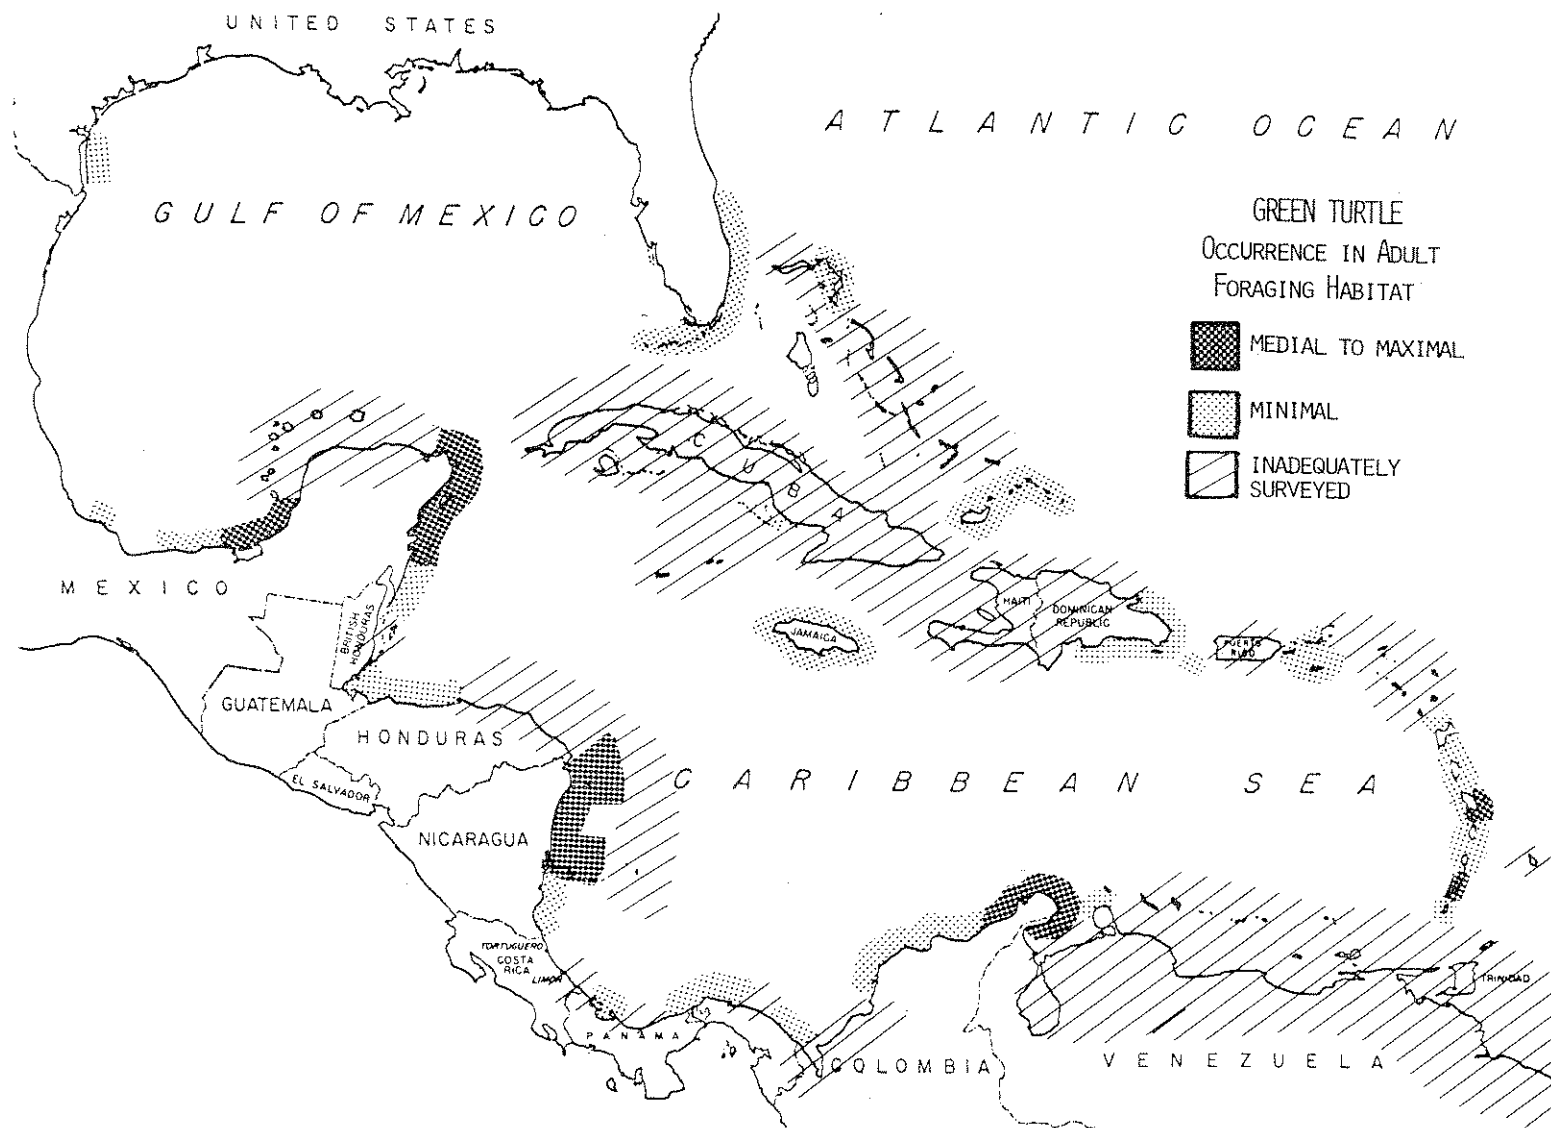 UNITED STATES
ATLANTIC OCEAN
GULF OF MEXICO
GREEN TURTLE
OCCURRENCE IN ADULT
FORAGING HABITAT
MEDIAL TO MAXIMAL
MINIMAL
INADEQUATELY
SURVEYED
CUBA
MEXICO
BRITISH
HONDURAS
JAMAICA
HAITI
DOMINICAN
REPUBLIC
PUERTO
RICO
GUATEMALA
HONDURAS
EL SALVADOR
CARIBBEAN SEA
NICARAGUA
TORTUGUERO
COSTA
RICA
LIMON
PANAMA
COLOMBIA
VENEZUELA
TRINIDAD